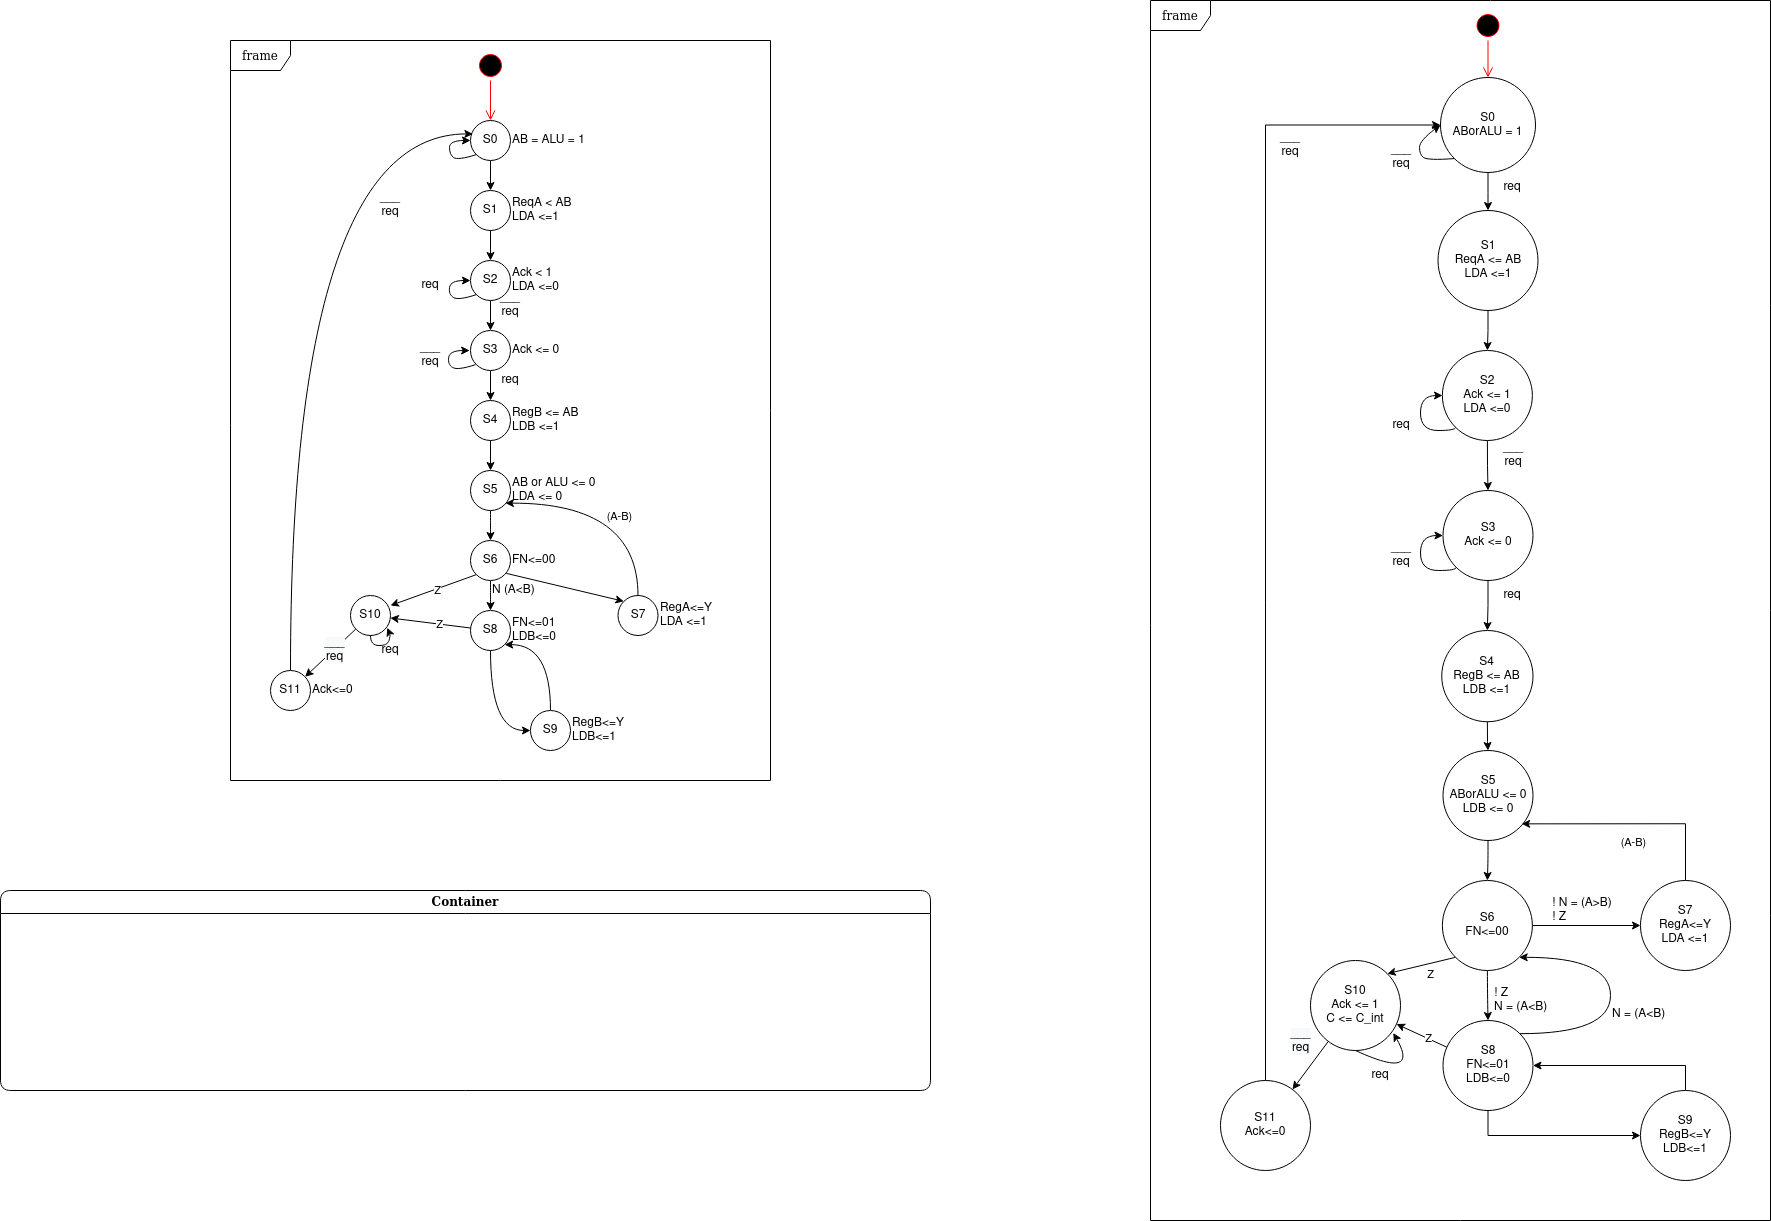 frame
S0
AB = ALU = 1
req
S1
ReqA < AB
LDA <=1
S2
Ack < 1
LDA <=0
req
req
S3
Ack <= 0
req
req
S4
RegB <= AB
LDB <=1
S5
AB or ALU <= 0
LDA <= 0
(A-B)
S6
FN<=00
Z
N (A<B)
S10
req
req
Z
S8
FN<=01
LDB<=0
S7
RegA<=Y
LDA <=1
S11
Ack<=0
S9
RegB<=Y
LDB<=1
Container
frame
S0
ABorALU = 1
req
req
req
S1
ReqA <= AB
LDA <=1
S2
Ack <= 1
LDA <=0
req
req
S3
Ack <= 0
req
req
S4
RegB <= AB
LDB <=1
S5
ABorALU <= 0
LDB <= 0
(A-B)
S6
FN<=00
! N = (A>B)
! Z
S7
RegA<=Y
LDA <=1
Z
! Z
N = (A<B)
N = (A<B)
S10
Ack <= 1
C <= C_int
req
req
Z
S8
FN<=01
LDB<=0
S11
Ack<=0
S9
RegB<=Y
LDB<=1